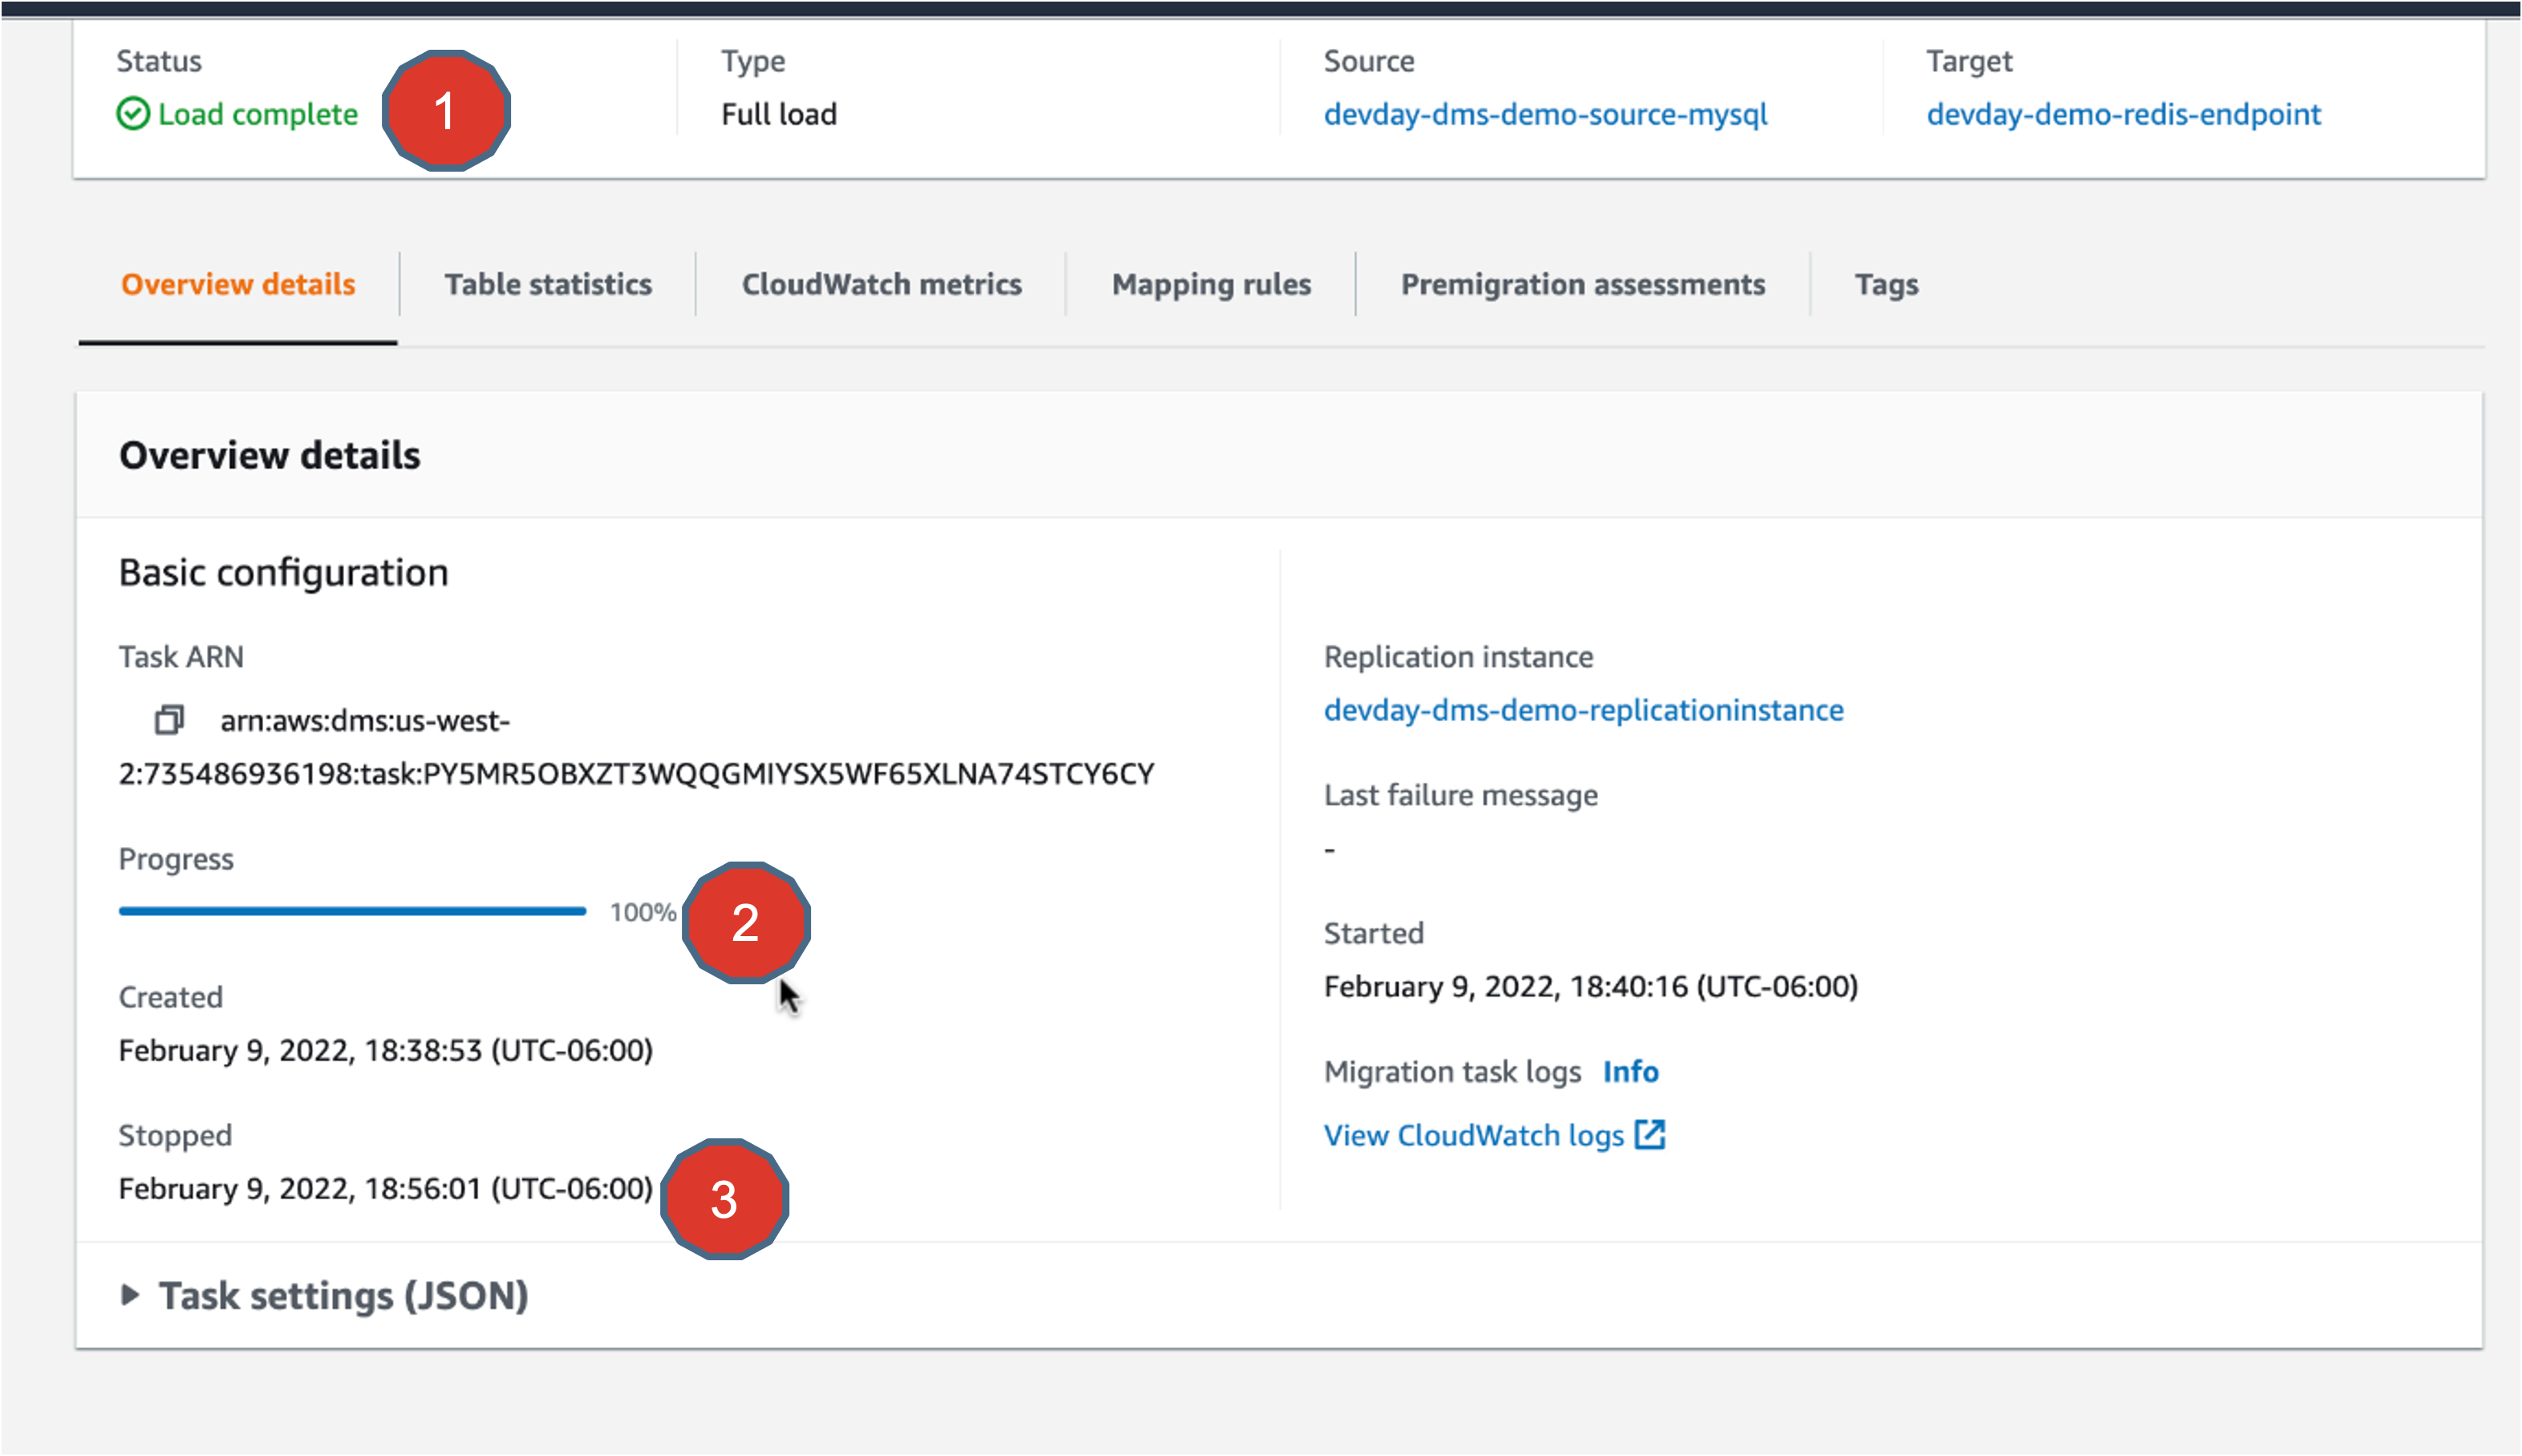 Status
Load complete
1
Type
Full load
Source
devday-dms-demo-source-mysql
Target
devday-demo-redis-endpoint
Overview details
Table statistics
CloudWatch metrics
Mapping rules
Premigration assessments
Tags
Overview details
Basic configuration
Task ARN
arn:aws:dms:us-west-
2:735486936198:task:PY5MR5OBXZT3WQQGMIYSX5WF65XLNA74STCY6CY
Progress
100%
2
Created
February 9, 2022, 18:38:53 (UTC-06:00)
Stopped
February 9, 2022, 18:56:01 (UTC-06:00)
3
Replication instance
devday-dms-demo-replicationinstance
Last failure message
-
Started
February 9, 2022, 18:40:16 (UTC-06:00)
Migration task logs Info
View CloudWatch logs
Task settings (JSON)